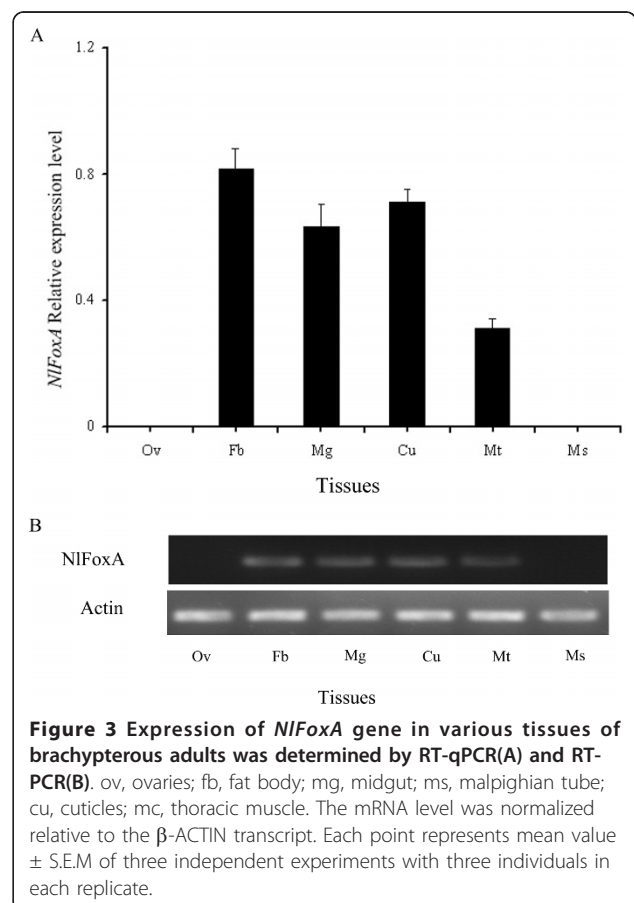 A
1.2
0.8
0.4
0
NlFoxA Relative expression level
Ov Fb Mg Cu Mt Ms
Tissues
B
NlFoxA
Actin
Ov Fb Mg Cu Mt Ms
Tissues
Figure 3 Expression of NlFoxA gene in various tissues of
brachypterous adults was determined by RT-qPCR(A) and RT-
PCR(B). ov, ovaries; fb, fat body; mg, midgut; ms, malpighian tube;
cu, cuticles; mc, thoracic muscle. The mRNA level was normalized
relative to the β-ACTIN transcript. Each point represents mean value
± S.E.M of three independent experiments with three individuals in
each replicate.